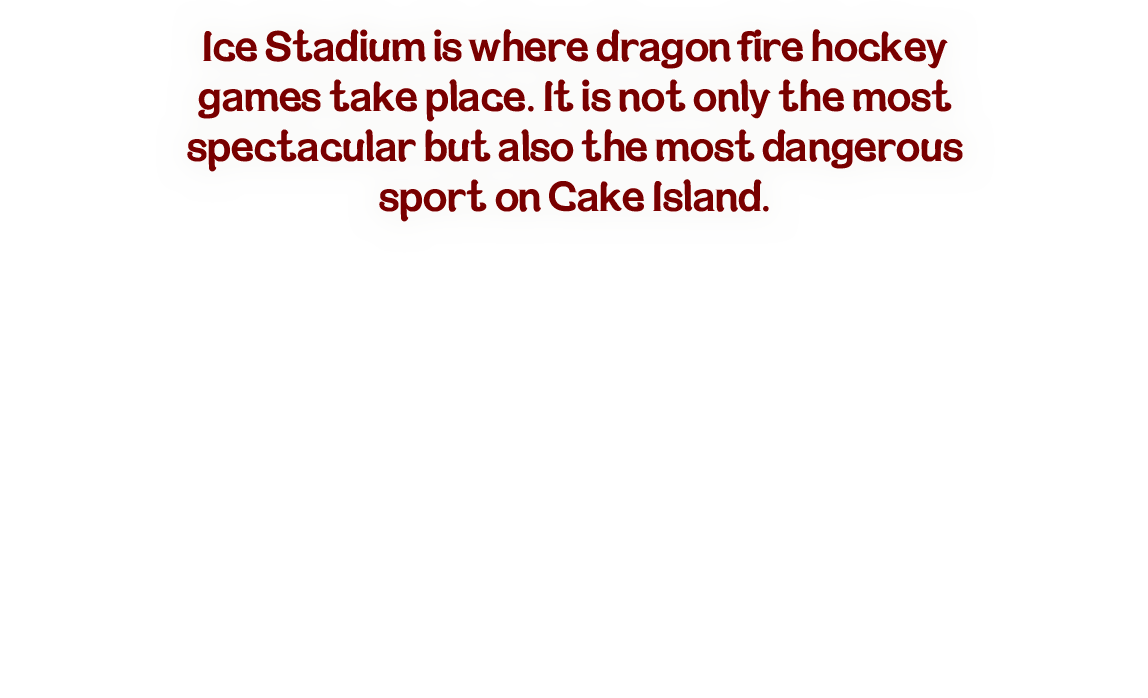 Ice Stadium is where dragon fire hockey
games take place. It is not only the most
spectacular but also the most dangerous
sport on Cake Island.